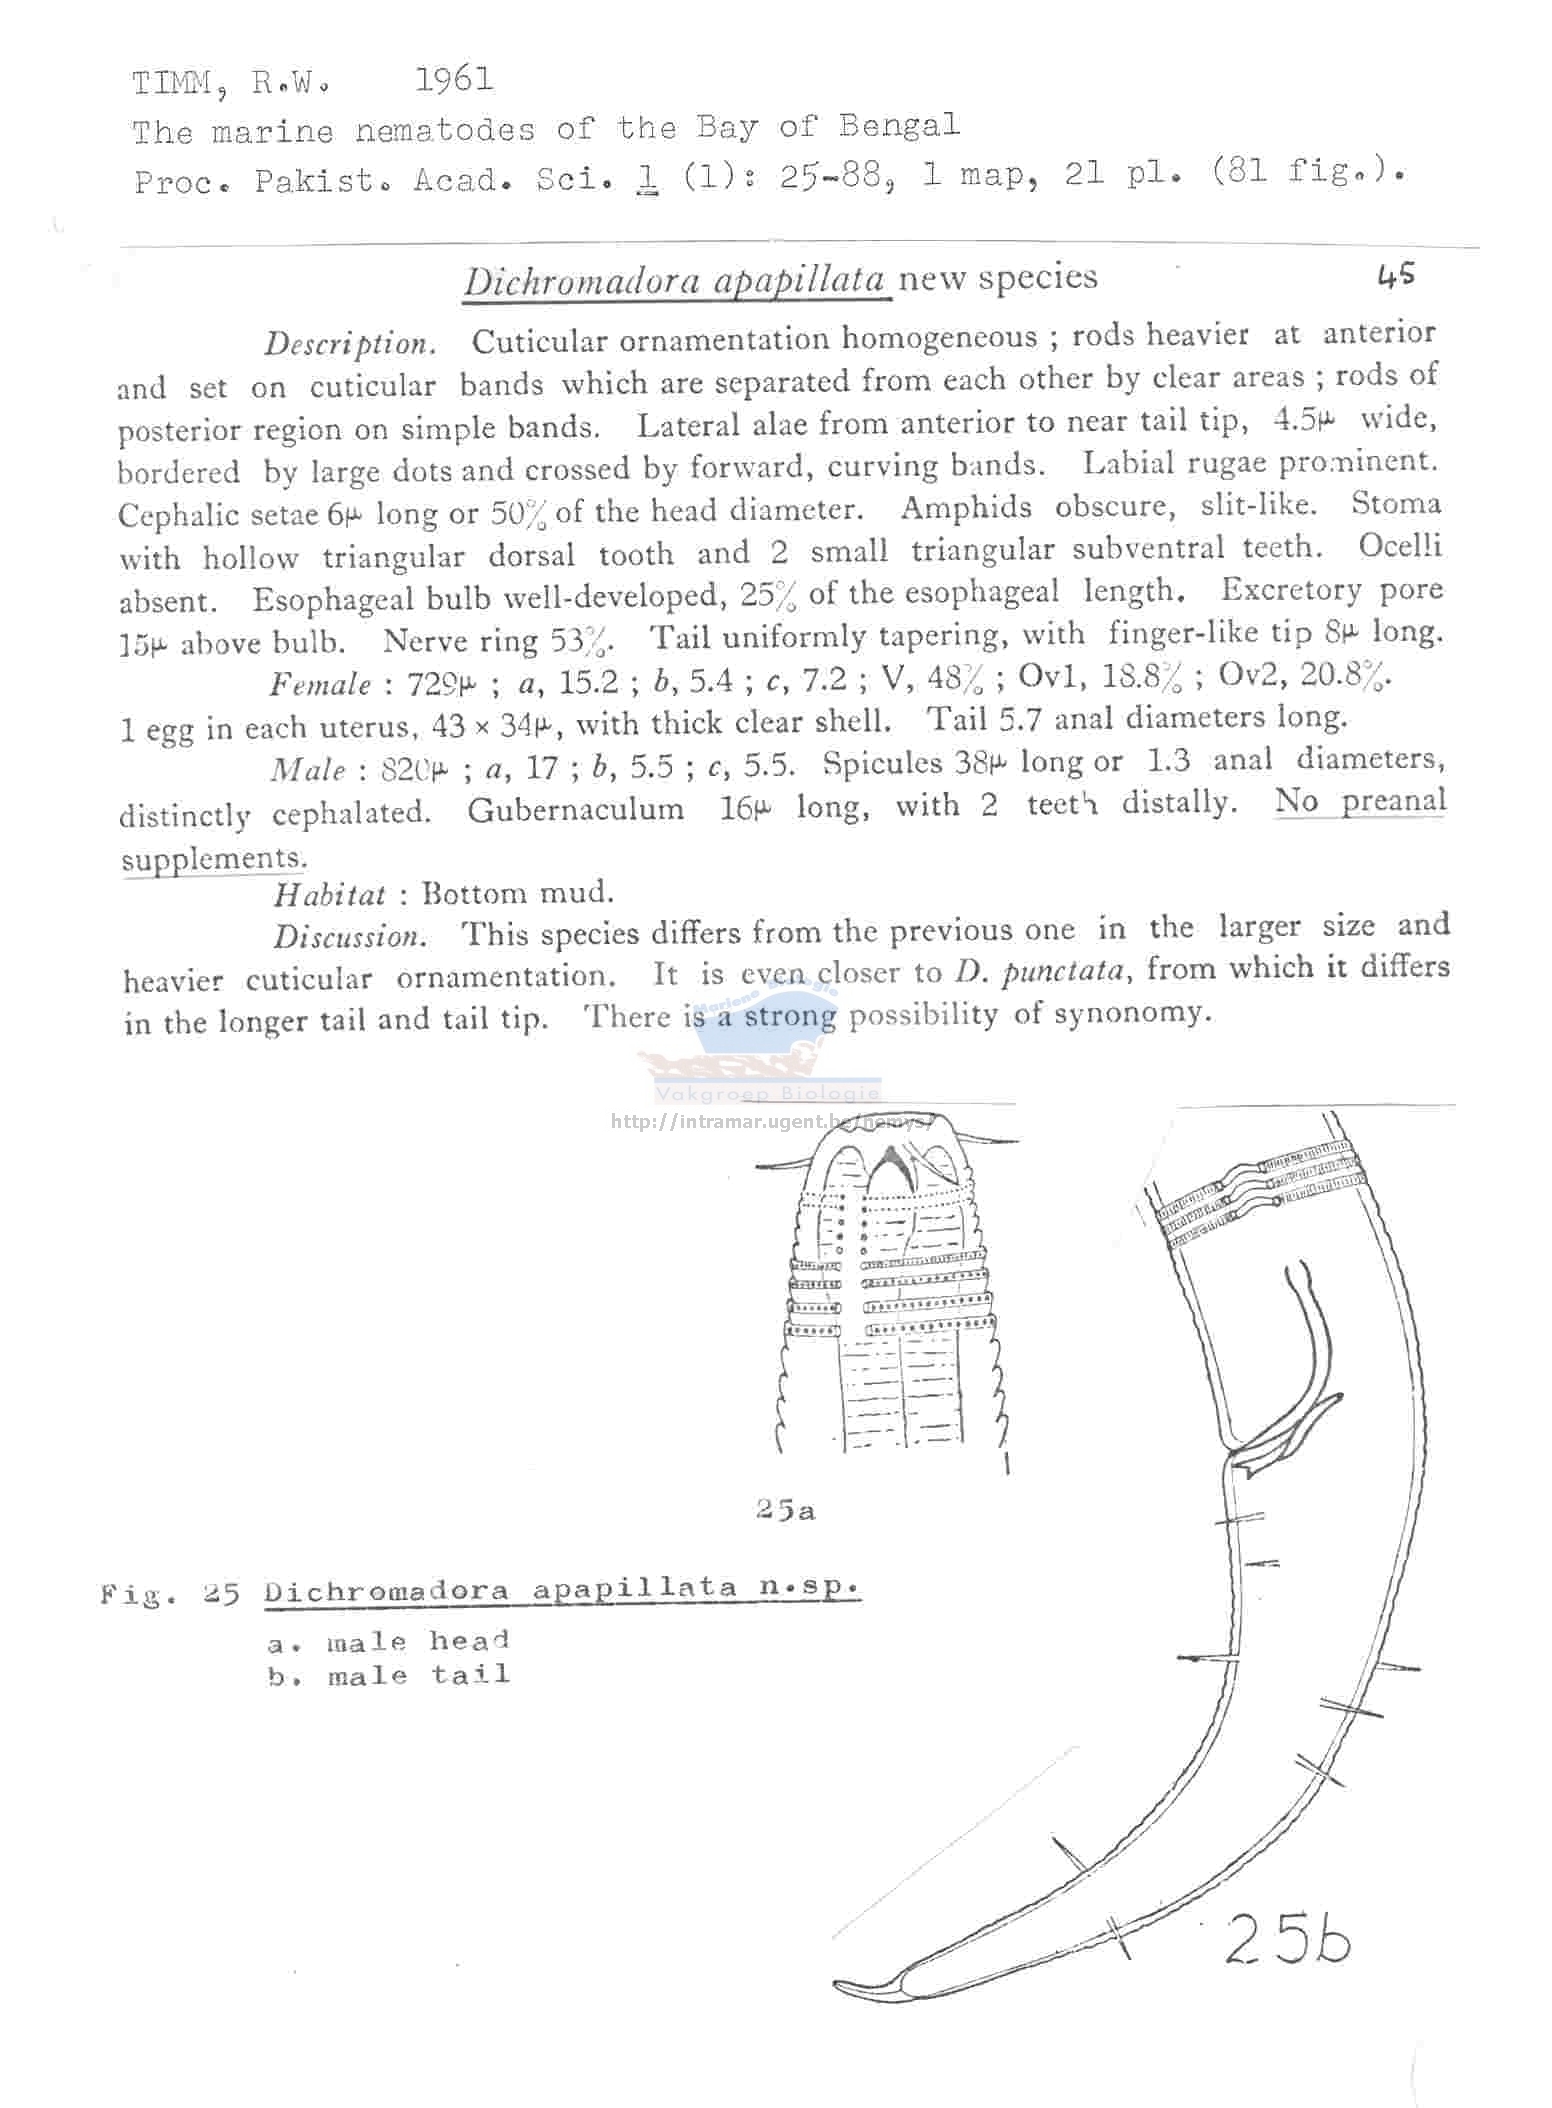 TIMM, R.W. 1961
The marine nematodes of the Bay of Bengal
Proc. Pakist. Acad. Sci. 1 (1): 25-88, 1 map, 21 pl. (81 fig.).
Dichromadora apapillata new species 45
Description. Cuticular ornamentation homogeneous ; rods heavier at anterior
and set on cuticular bands which are separated from each other by clear areas ; rods of
posterior region on simple bands. Lateral alae from anterior to near tail tip, 4.5μ wide,
bordered by large dots and crossed by forward, curving bands. Labial rugae prominent.
Cephalic setae 6μ long or 50% of the head diameter. Amphids obscure, slit-like. Stoma
with hollow triangular dorsal tooth and 2 small triangular subventral teeth. Ocelli
absent. Esophageal bulb well-developed, 25% of the esophageal length. Excretory pore
15μ above bulb. Nerve ring 53%. Tail uniformly tapering, with finger-like tip 8μ long.
Female : 729μ ; a, 15.2 ; b, 5.4 ; c, 7.2 ; V, 48% ; Ov1, 18.8% ; Ov2, 20.8%.
1 egg in each uterus, 43 × 34μ, with thick clear shell. Tail 5.7 anal diameters long.
Male : 820μ ; a, 17 ; b, 5.5 ; c, 5.5. Spicules 38μ long or 1.3 anal diameters,
distinctly cephalated. Gubernaculum 16μ long, with 2 teeth distally. No preanal
supplements.
Habitat : Bottom mud.
Discussion. This species differs from the previous one in the larger size and
heavier cuticular ornamentation. It is even closer to D. punctata, from which it differs
in the longer tail and tail tip. There is a strong possibility of synonomy.
Mariene Biologie
Vakgroep Biologie
http://intramar.ugent.be/nemys/
25a
Fig. 25 Dichromadora apapillata n.sp.
a. male head
b. male tail
25b